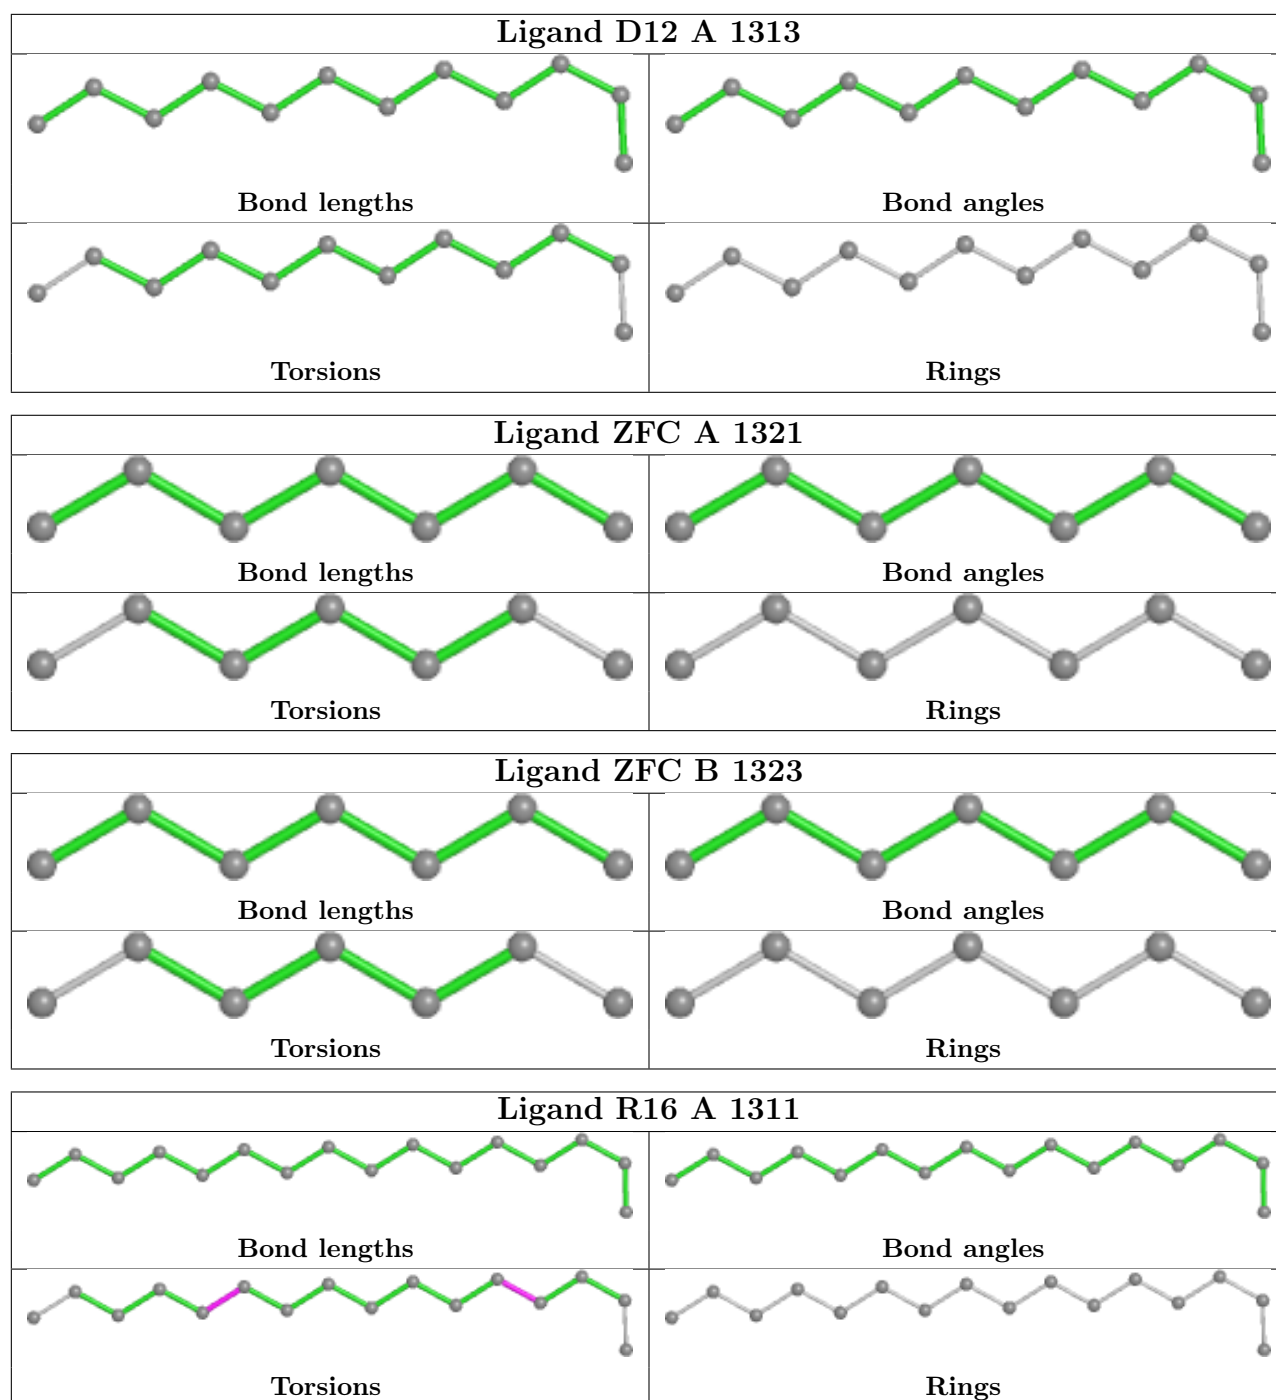 Ligand D12 A 1313
Bond lengths
Bond angles
Torsions
Rings
Ligand ZFC A 1321
Bond lengths
Bond angles
Torsions
Rings
Ligand ZFC B 1323
Bond lengths
Bond angles
Torsions
Rings
Ligand R16 A 1311
Bond lengths
Bond angles
Torsions
Rings